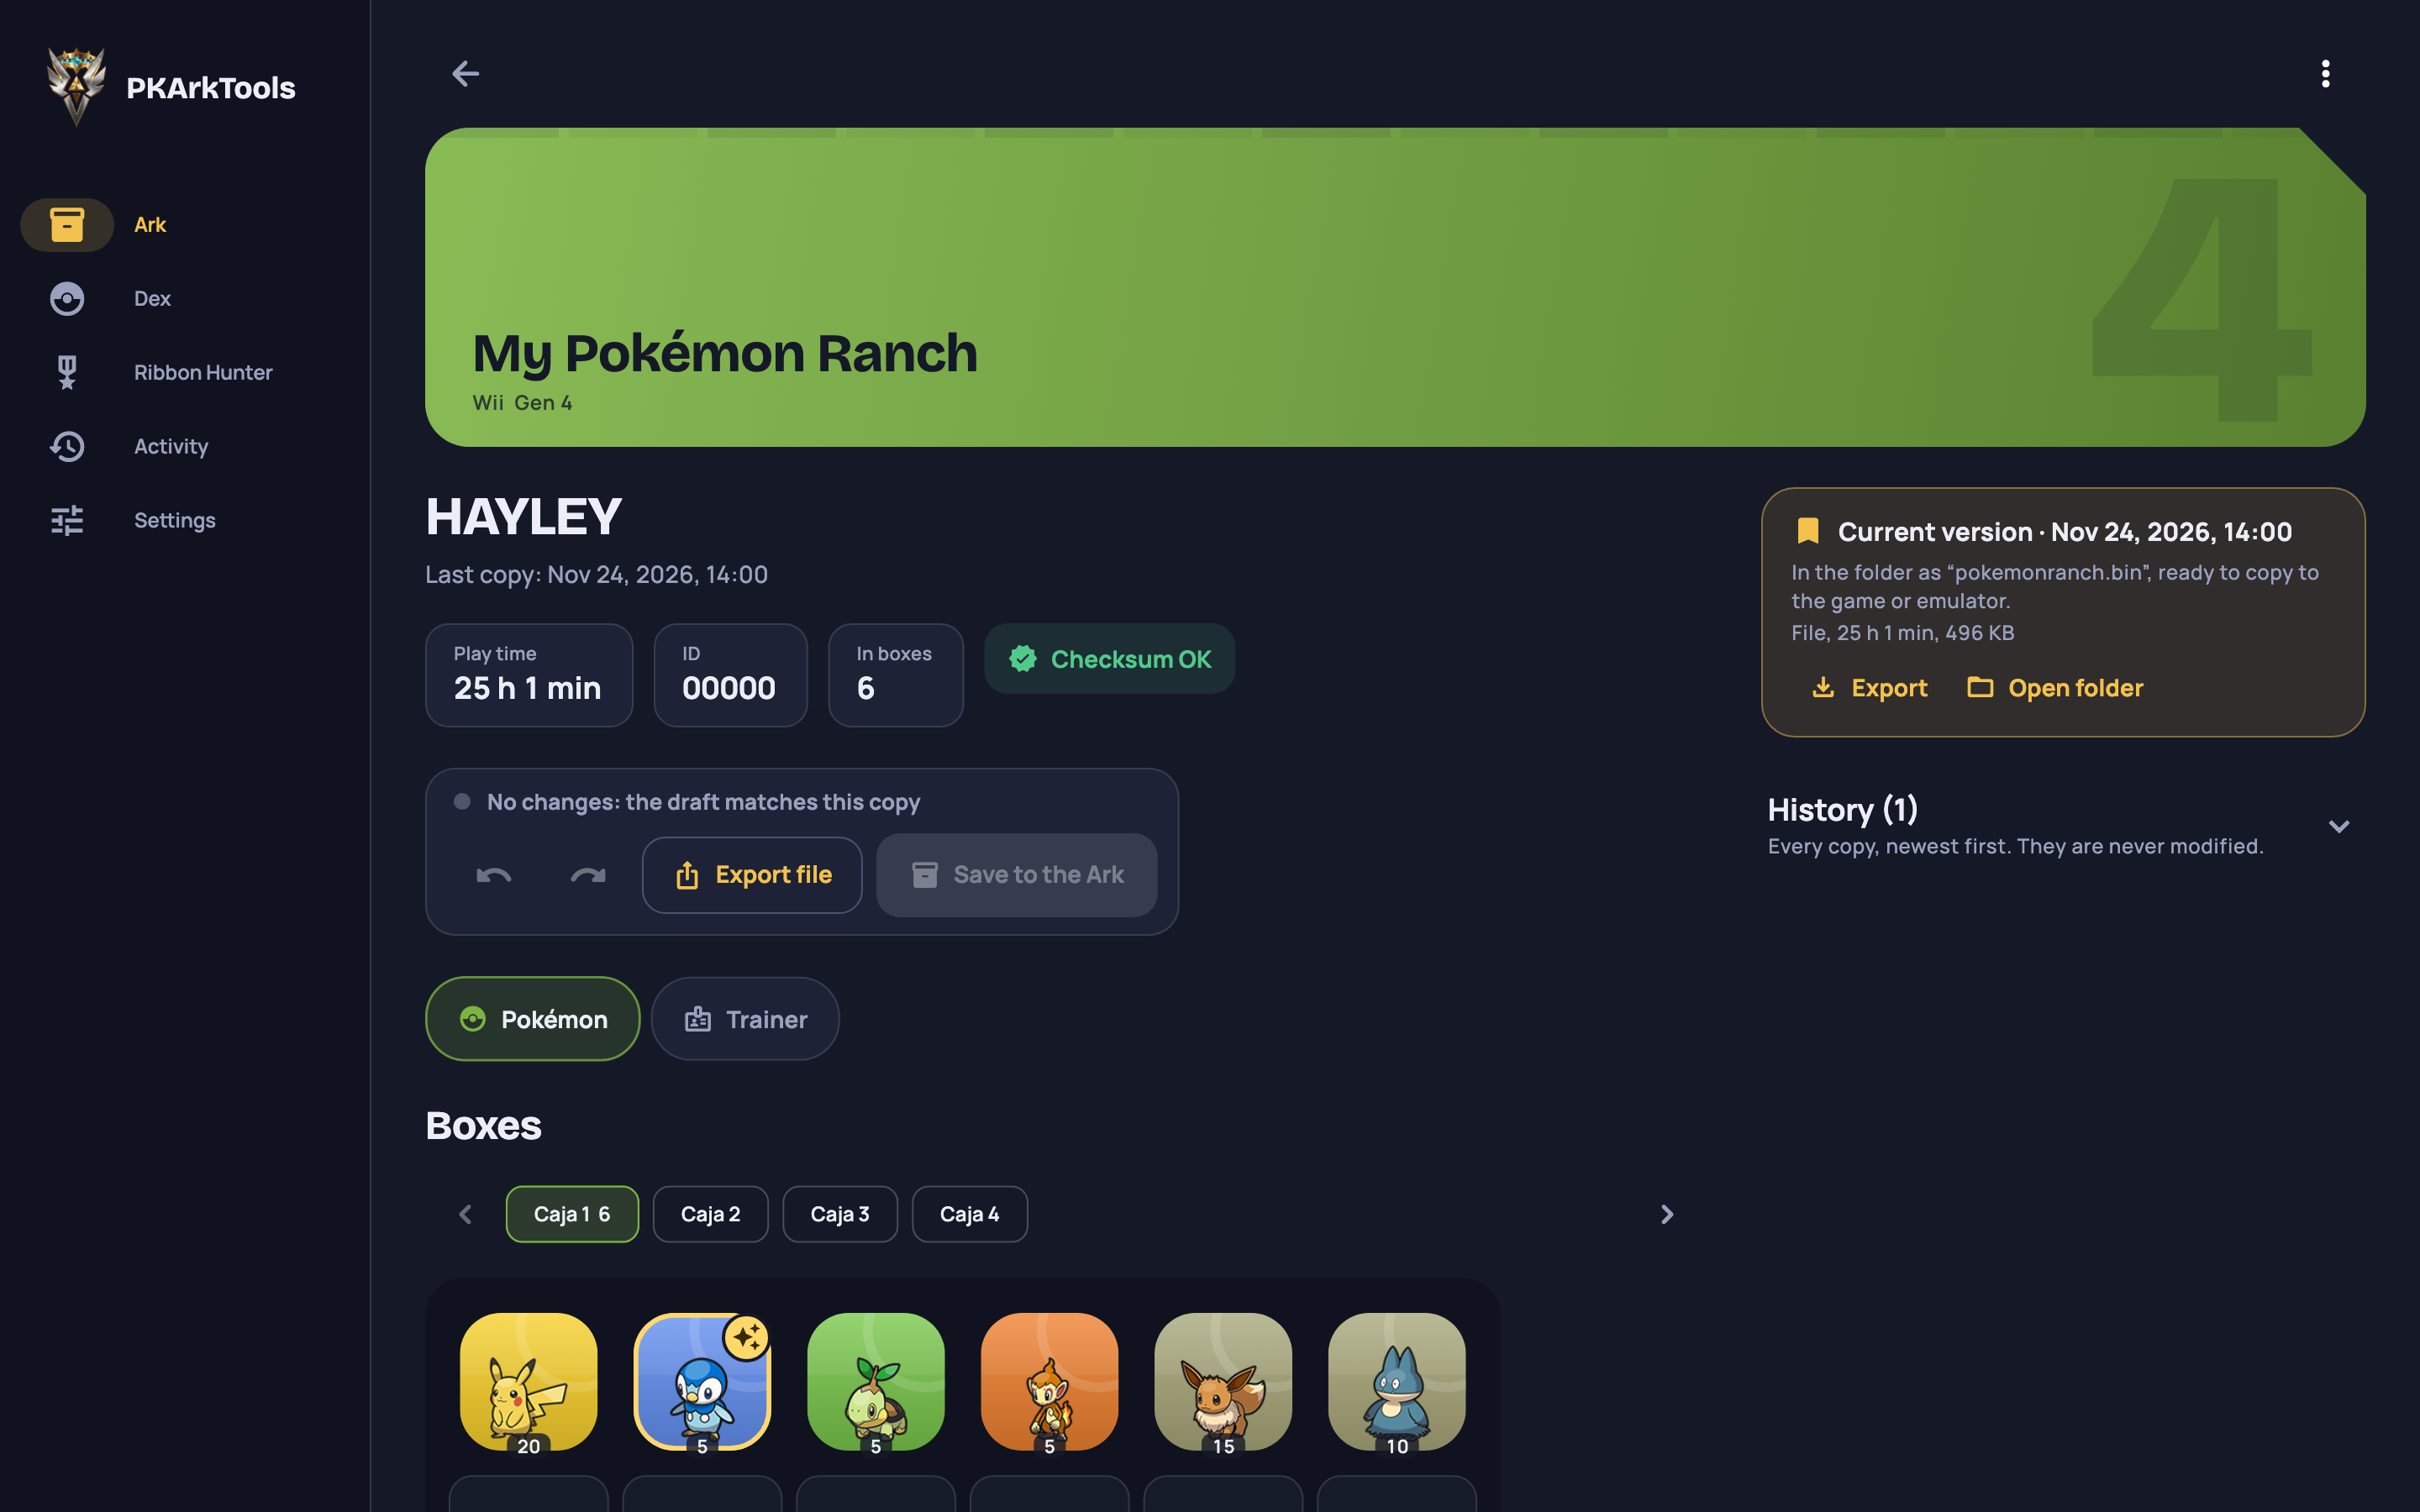 PKArkTools
Ark
Dex
Ribbon Hunter
Activity
Settings
4
My Pokémon Ranch
Wii Gen 4
HAYLEY
Last copy: Nov 24, 2026, 14:00
Play time
25 h 1 min
ID
00000
In boxes
6
Checksum OK
No changes: the draft matches this copy
Export file
Save to the Ark
Pokémon
Trainer
Boxes
Caja 1 6
Caja 2
Caja 3
Caja 4
20
5
5
5
15
10
Current version · Nov 24, 2026, 14:00
In the folder as “pokemonranch.bin”, ready to copy to
the game or emulator.
File, 25 h 1 min, 496 KB
Export
Open folder
History (1)
Every copy, newest first. They are never modified.